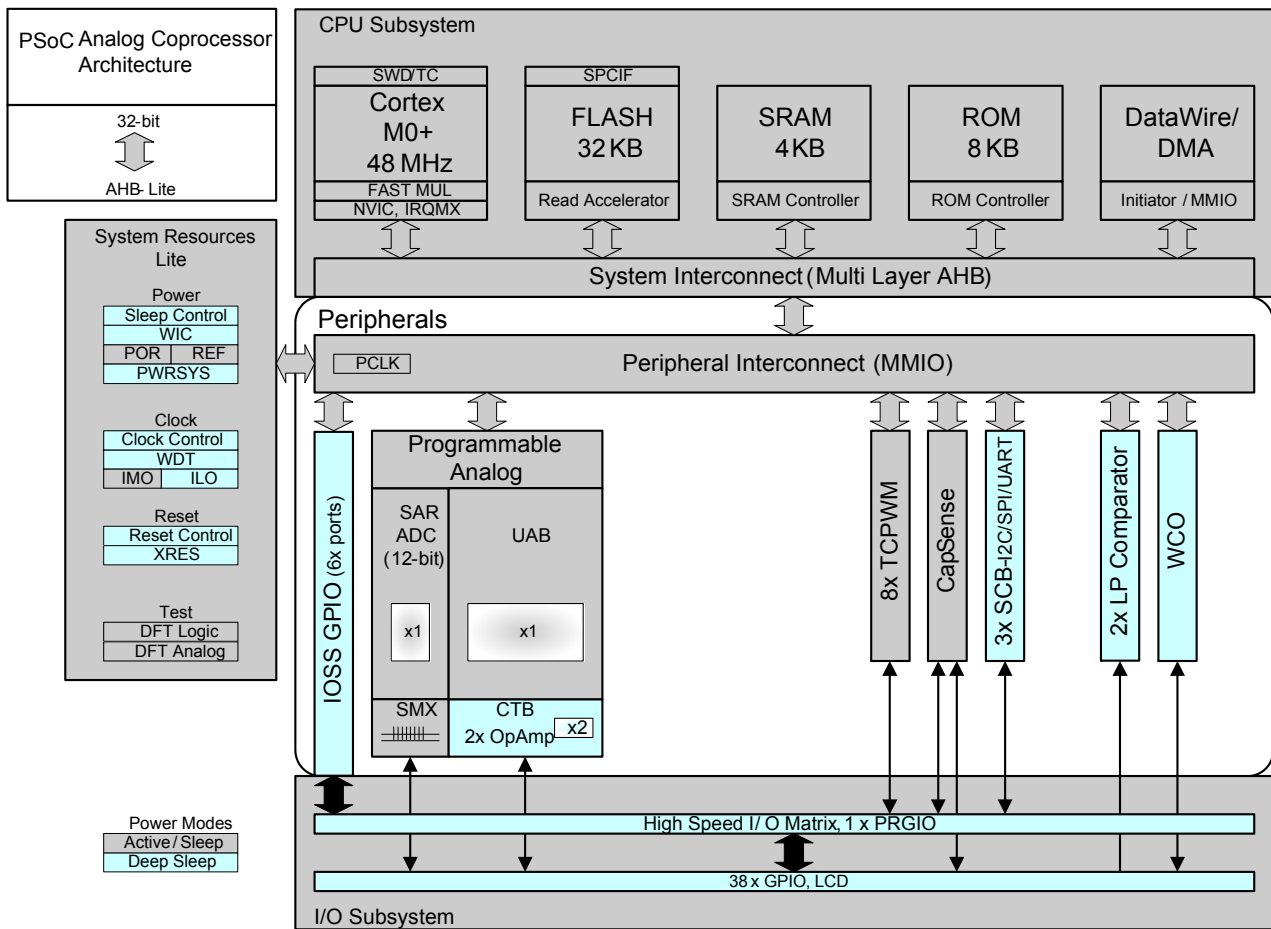 PSoC Analog Coprocessor
Architecture
32-bit
AHB-Lite
CPU Subsystem
SWD/TC
Cortex
M0+
48 MHz
FAST MUL
NVIC, IRQMX
SPCIF
FLASH
32 KB
Read Accelerator
SRAM
4 KB
SRAM Controller
ROM
8 KB
ROM Controller
DataWire/
DMA
Initiator / MMIO
System Interconnect (Multi Layer AHB)
System Resources
Lite
Power
Sleep Control
WIC
POR
REF
PWRSYS
Clock
Clock Control
WDT
IMO
ILO
Reset
Reset Control
XRES
Test
DFT Logic
DFT Analog
Peripherals
PCLK
Peripheral Interconnect (MMIO)
IOSS GPIO (6x ports)
Programmable
Analog
SAR
ADC
(12-bit)
x1
UAB
x1
SMX
CTB
2x OpAmp
x2
8x TCPWM
CapSense
3x SCB-I2C/SPI/UART
2x LP Comparator
WCO
Power Modes
Active / Sleep
Deep Sleep
High Speed I/O Matrix, 1 x PRGIO
38 x GPIO, LCD
I/O Subsystem